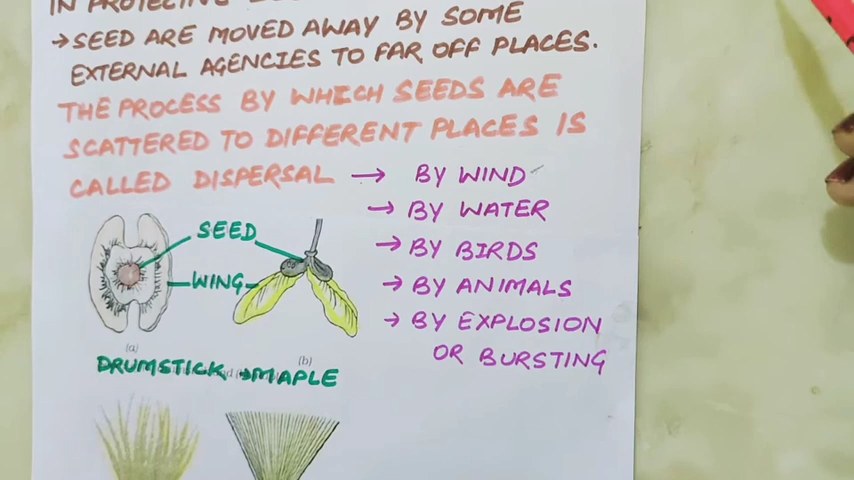 IN PROTECTING
→ SEED ARE MOVED AWAY BY SOME
EXTERNAL AGENCIES TO FAR OFF PLACES.
THE PROCESS BY WHICH SEEDS ARE
SCATTERED TO DIFFERENT PLACES IS
CALLED DISPERSAL → BY WIND
→ BY WATER
→ BY BIRDS
→ BY ANIMALS
→ BY EXPLOSION
OR BURSTING
SEED
WING
(a)
(b)
DRUMSTICK
MAPLE